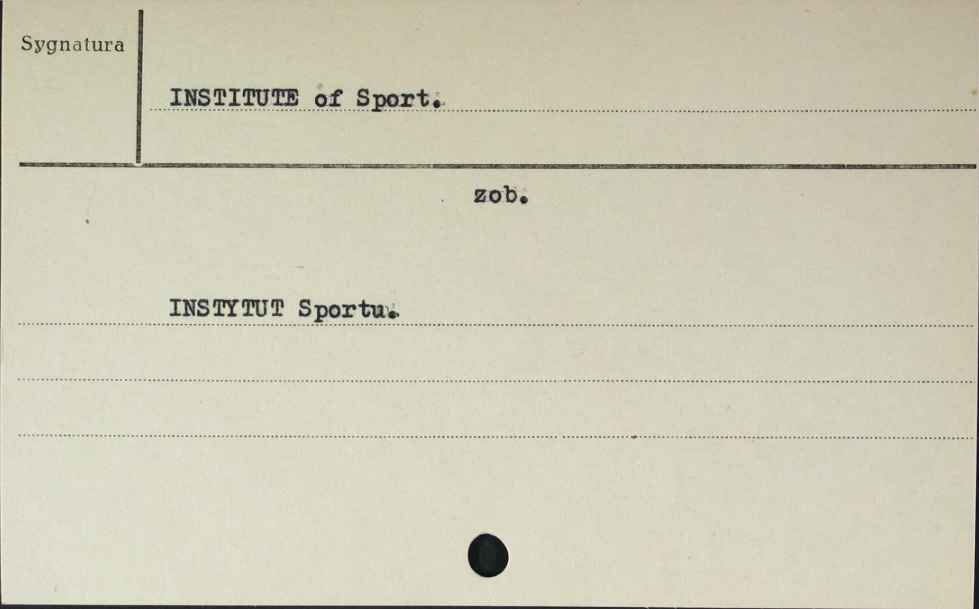 Sygnatura
INSTITUTE of Sport.
zob.
INSTYTUT Sportu.